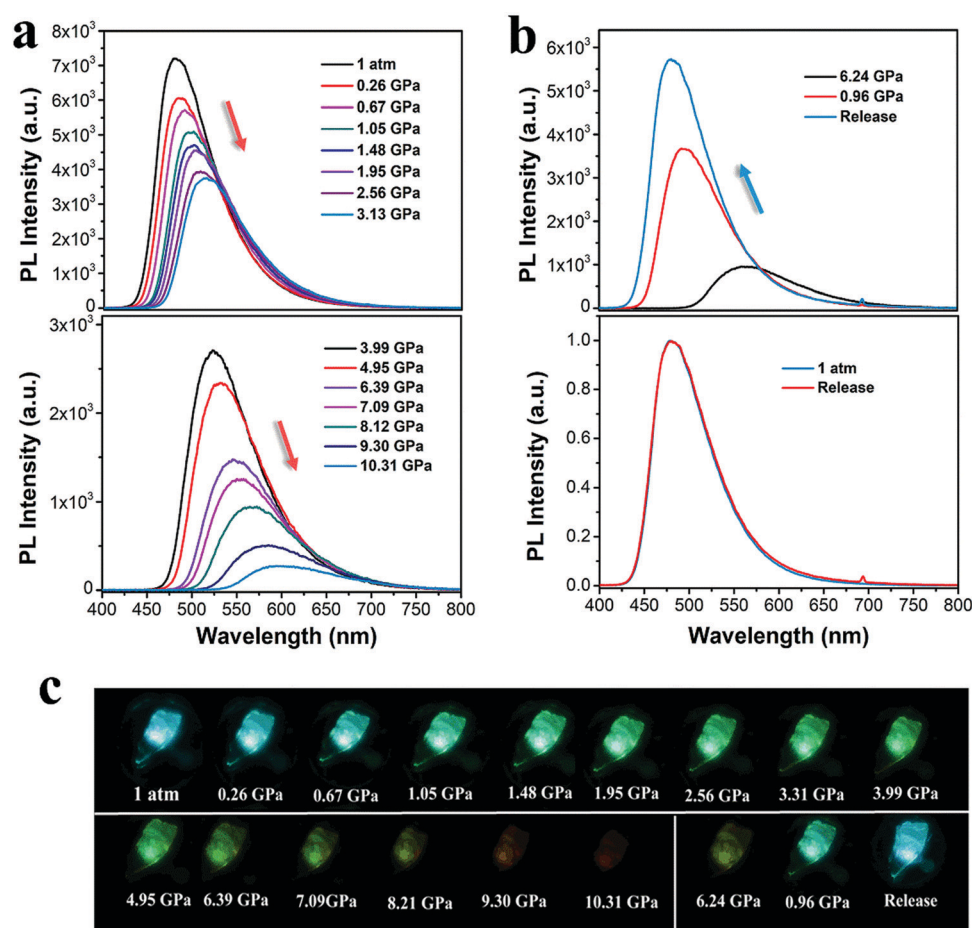 a
PL Intensity (a.u.)
8x10³
7x10³
6x10³
5x10³
4x10³
3x10³
2x10³
1x10³
0
1 atm
0.26 GPa
0.67 GPa
1.05 GPa
1.48 GPa
1.95 GPa
2.56 GPa
3.13 GPa
PL Intensity (a.u.)
3x10³
2x10³
1x10³
0
3.99 GPa
4.95 GPa
6.39 GPa
7.09 GPa
8.12 GPa
9.30 GPa
10.31 GPa
400 450 500 550 600 650 700 750 800
Wavelength (nm)
b
PL Intensity (a.u.)
6x10³
5x10³
4x10³
3x10³
2x10³
1x10³
0
6.24 GPa
0.96 GPa
Release
PL Intensity (a.u.)
1.0
0.8
0.6
0.4
0.2
0.0
1 atm
Release
400 450 500 550 600 650 700 750 800
Wavelength (nm)
c
1 atm 0.26 GPa 0.67 GPa 1.05 GPa 1.48 GPa 1.95 GPa 2.56 GPa 3.31 GPa 3.99 GPa
4.95 GPa 6.39 GPa 7.09GPa 8.21 GPa 9.30 GPa 10.31 GPa 6.24 GPa 0.96 GPa Release